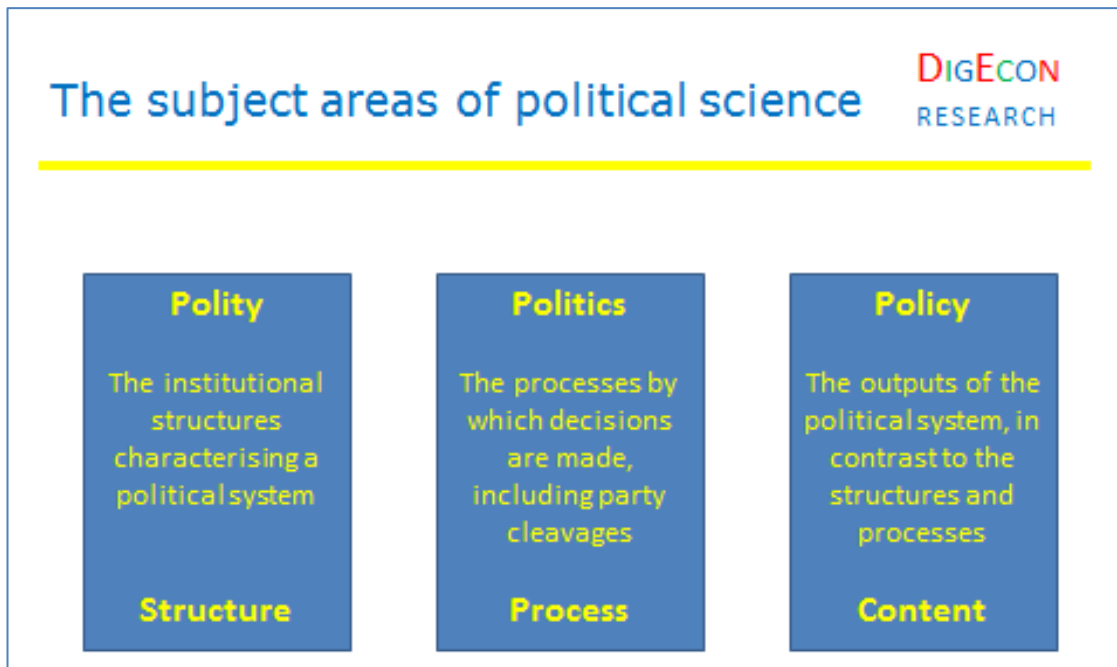 The subject areas of political science
DIGECON
RESEARCH
Polity
The institutional
structures
characterising a
political system
Structure
Politics
The processes by
which decisions
are made,
including party
cleavages
Process
Policy
The outputs of the
political system, in
contrast to the
structures and
processes
Content